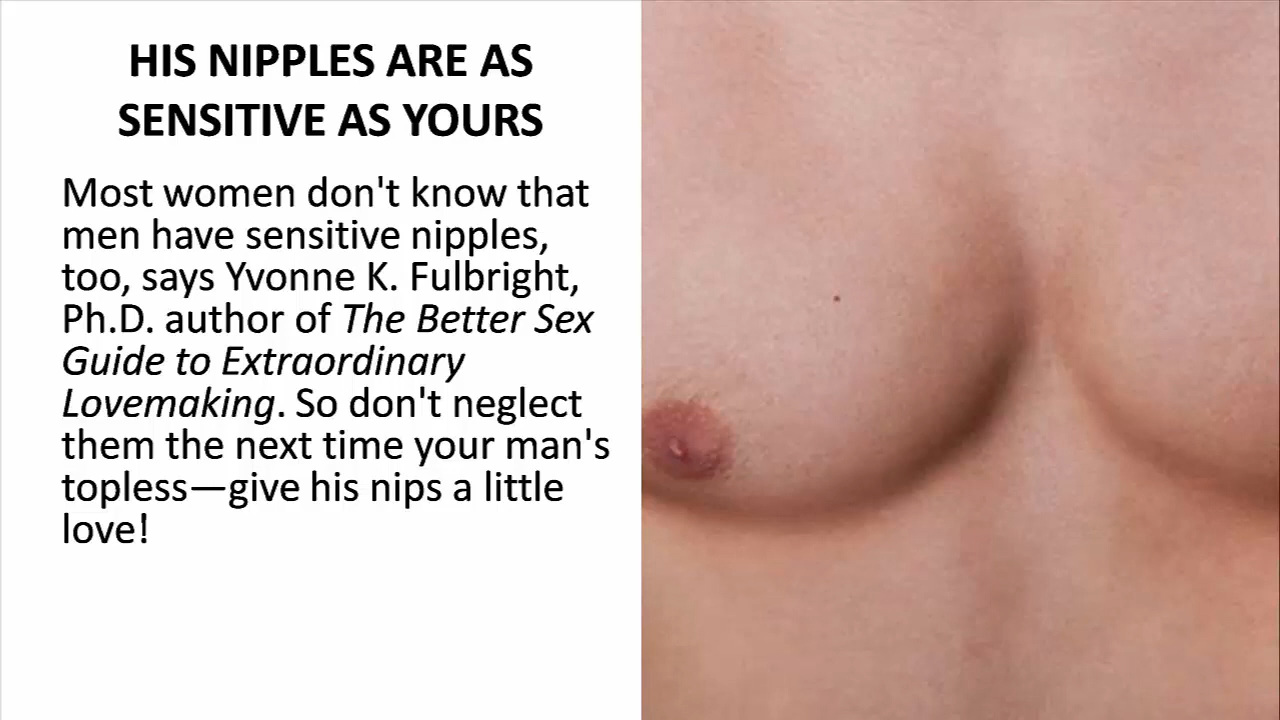 HIS NIPPLES ARE AS
SENSITIVE AS YOURS
Most women don't know that
men have sensitive nipples,
too, says Yvonne K. Fulbright,
Ph.D. author of The Better Sex
Guide to Extraordinary
Lovemaking. So don't neglect
them the next time your man's
topless—give his nips a little
love!